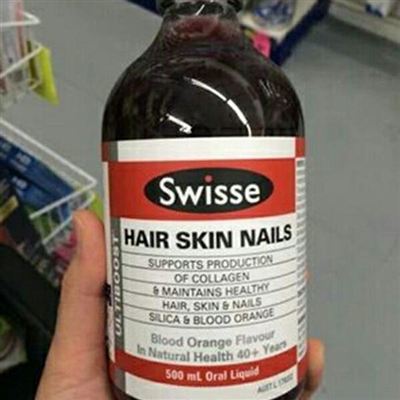 Swisse
HAIR SKIN NAILS
SUPPORTS PRODUCTION
OF COLLAGEN
& MAINTAINS HEALTHY
HAIR, SKIN & NAILS
SILICA & BLOOD ORANGE
Blood Orange Flavour
In Natural Health 40+ Years
500 mL Oral Liquid
AUST L
ULTIBOOST